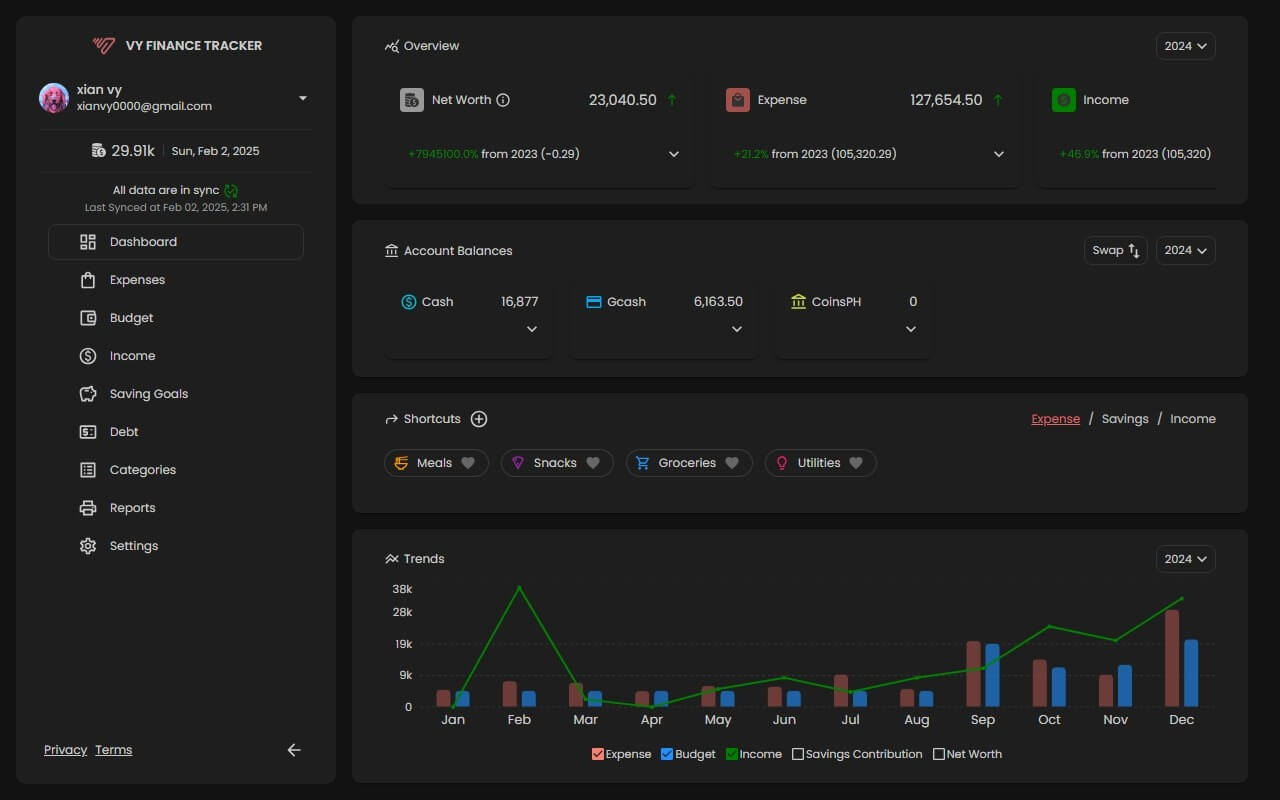 VY FINANCE TRACKER
xian vy
xianvy0000@gmail.com
29.91k
Sun, Feb 2, 2025
All data are in sync
Last Synced at Feb 02, 2025, 2:31 PM
Dashboard
Expenses
Budget
Income
Saving Goals
Debt
Categories
Reports
Settings
Privacy Terms
Overview 2024
Net Worth 23,040.50
+7945100.0% from 2023 (-0.29)
Expense 127,654.50
+21.2% from 2023 (105,320.29)
Income
+46.9% from 2023 (105,320)
Account Balances Swap 2024
Cash 16,877
Gcash 6,163.50
CoinsPH 0
Shortcuts Expense / Savings / Income
Meals Snacks Groceries Utilities
Trends 2024
38k
28k
19k
9k
0
Jan Feb Mar Apr May Jun Jul Aug Sep Oct Nov Dec
Expense Budget Income Savings Contribution Net Worth